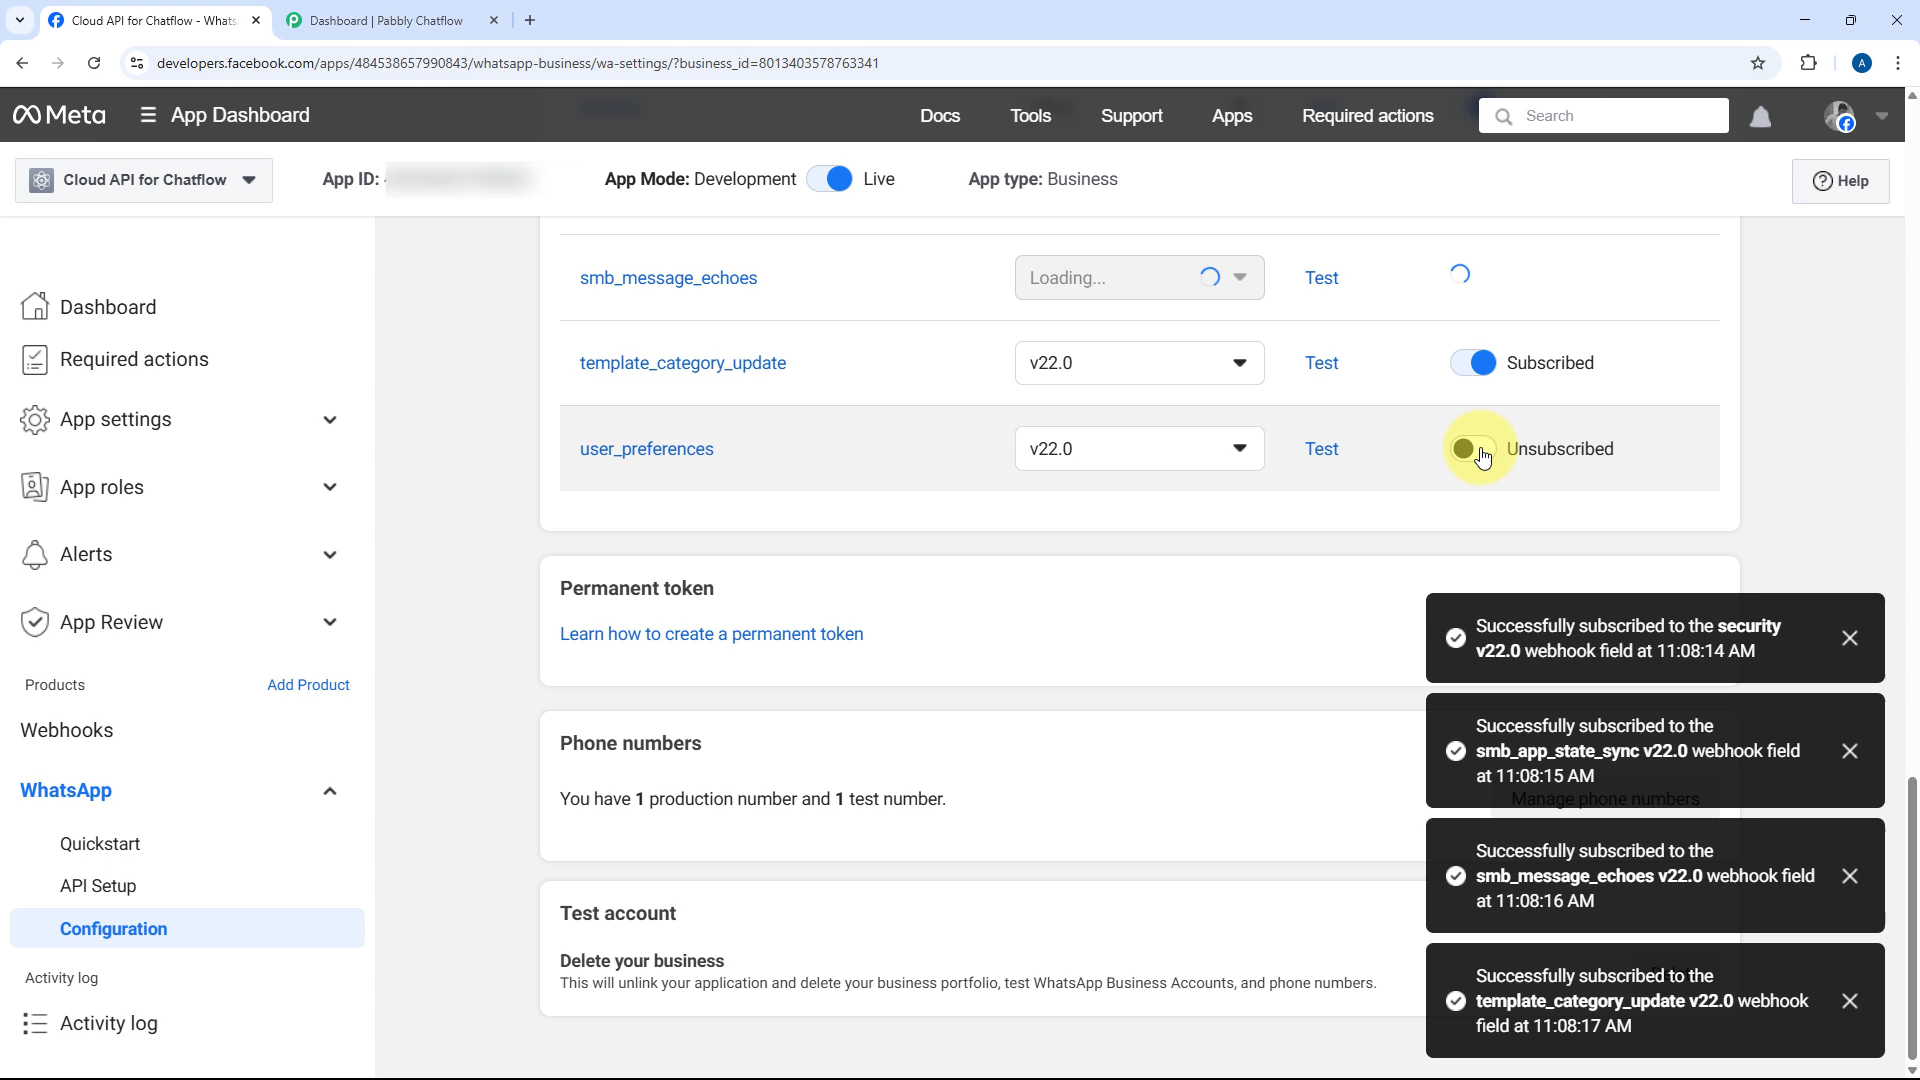 Cloud API for Chatflow - Whats
Dashboard | Pabbly Chatflow
developers.facebook.com/apps/484538657990843/whatsapp-business/wa-settings/?business_id=8013403578763341
A
Meta
App Dashboard
Docs
Tools
Support
Apps
Required actions
Search
Cloud API for Chatflow
App ID:
App Mode: Development
Live
App type: Business
Help
Dashboard
Required actions
App settings
App roles
Alerts
App Review
Products
Add Product
Webhooks
WhatsApp
Quickstart
API Setup
Configuration
Activity log
Activity log
smb_message_echoes
Loading...
Test
template_category_update
v22.0
Test
Subscribed
user_preferences
v22.0
Test
Unsubscribed
Permanent token
Learn how to create a permanent token
Phone numbers
You have 1 production number and 1 test number.
Manage phone numbers
Test account
Delete your business
This will unlink your application and delete your business portfolio, test WhatsApp Business Accounts, and phone numbers.
Successfully subscribed to the security
v22.0 webhook field at 11:08:14 AM
Successfully subscribed to the
smb_app_state_sync v22.0 webhook field
at 11:08:15 AM
Successfully subscribed to the
smb_message_echoes v22.0 webhook field
at 11:08:16 AM
Successfully subscribed to the
template_category_update v22.0 webhook
field at 11:08:17 AM